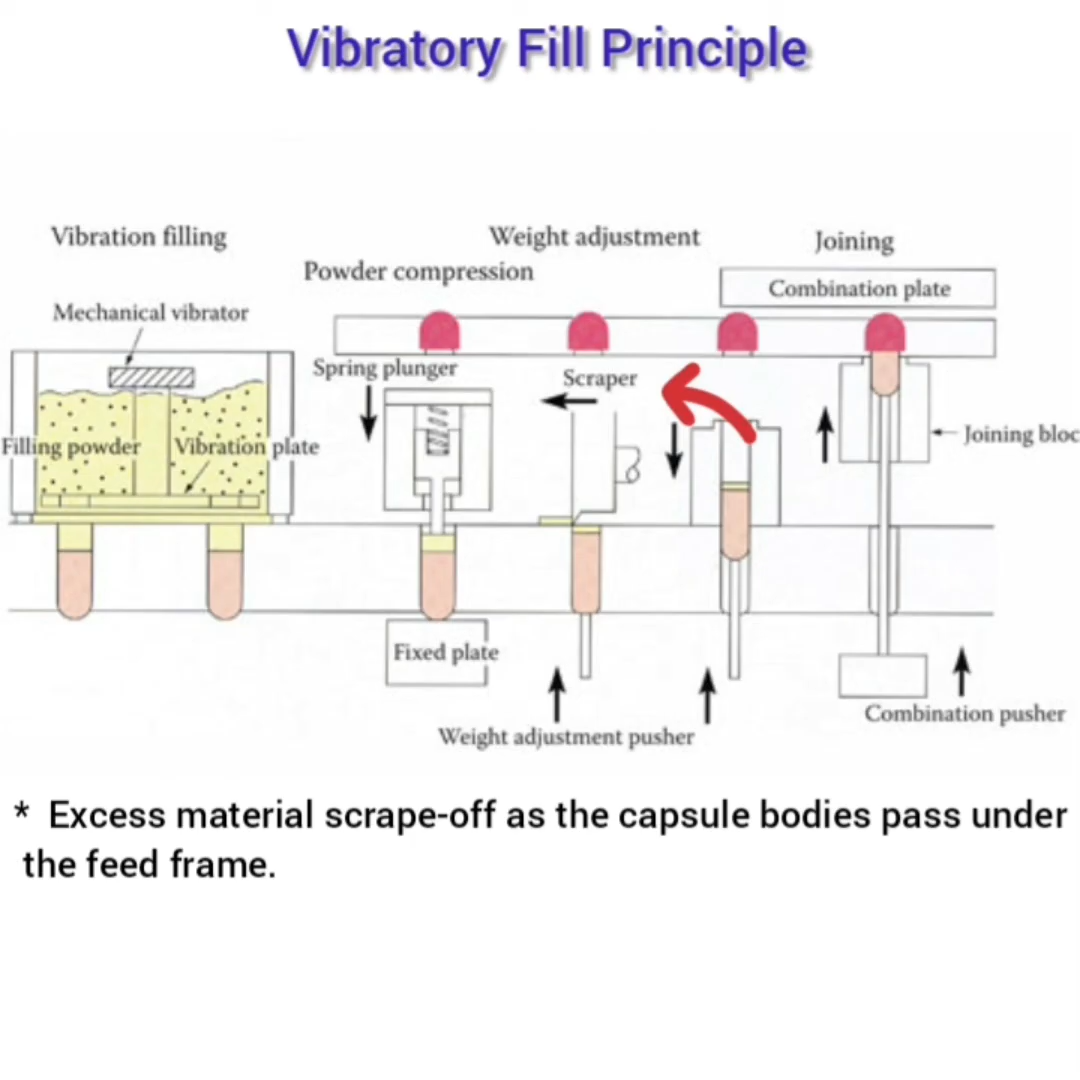 Vibratory Fill Principle
Vibration filling
Weight adjustment
Joining
Powder compression
Combination plate
Mechanical vibrator
Spring plunger
Scraper
Filling powder
Vibration plate
Joining bloc
Fixed plate
Combination pusher
Weight adjustment pusher
* Excess material scrape-off as the capsule bodies pass under
the feed frame.